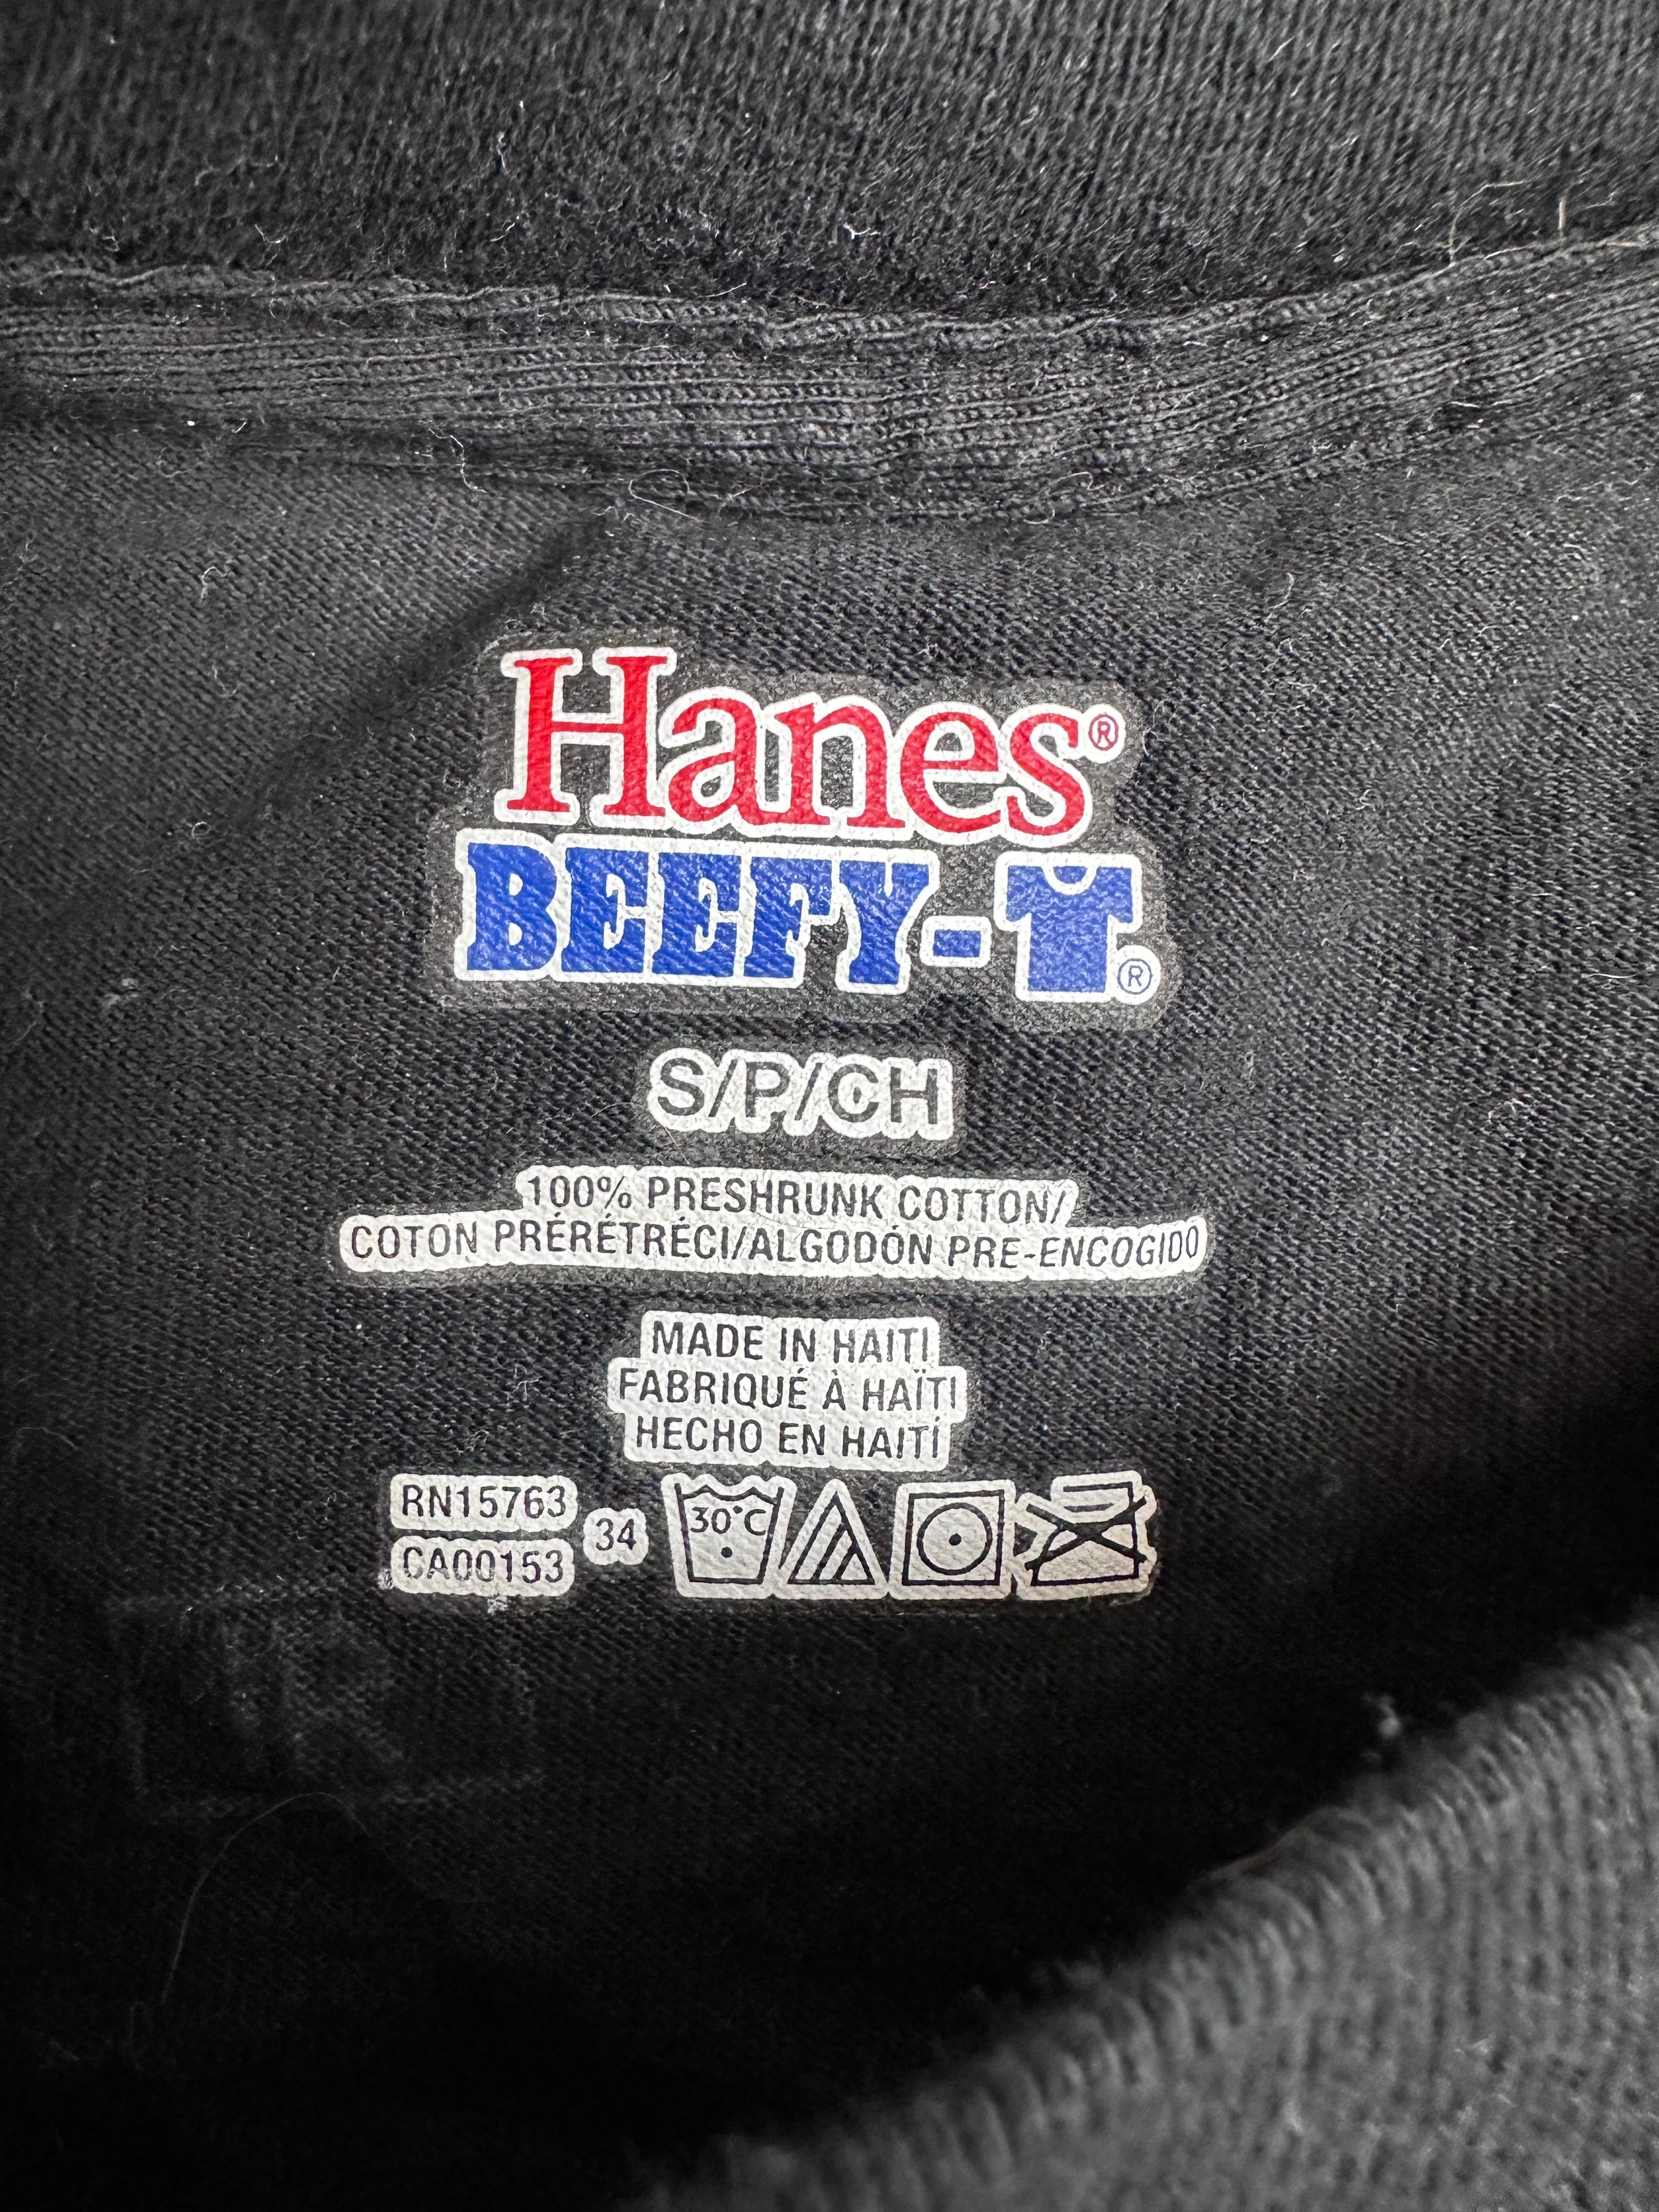 Hanes®
BEEFY-T®
S/P/CH
100% PRESHRUNK COTTON/
COTON PRÉRÉTRÉCI/ALGODÓN PRE-ENCOGIDO
MADE IN HAITI
FABRIQUÉ À HAÏTI
HECHO EN HAITÍ
RN15763
CA00153
34
30°C